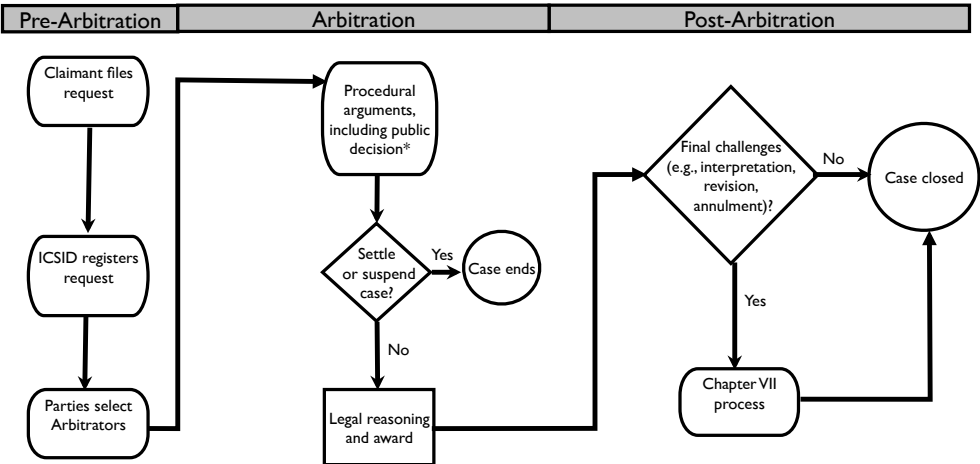 Pre-Arbitration
Arbitration
Post-Arbitration
Claimant files
request
ICSID registers
request
Parties select
Arbitrators
Procedural
arguments,
including public
decision*
Settle
or suspend
case?
Yes
Case ends
No
Legal reasoning
and award
Final challenges
(e.g., interpretation,
revision,
annulment)?
No
Case closed
Yes
Chapter VII
process